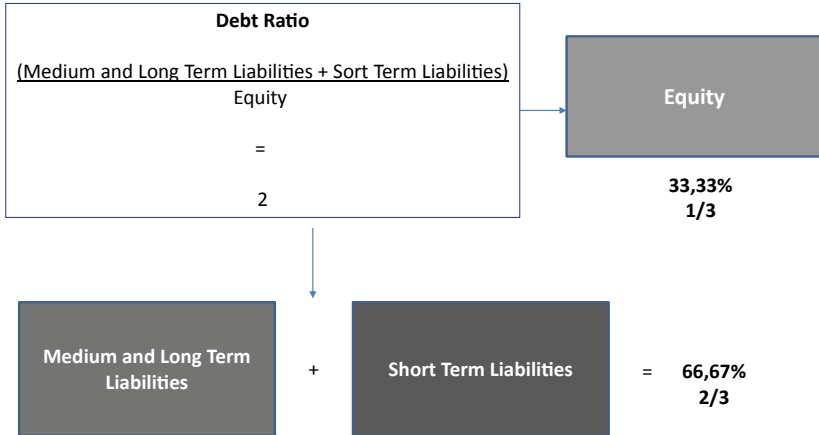 Debt Ratio
(Medium and Long Term Liabilities + Sort Term Liabilities)
Equity
=
2
Equity
33,33%
1/3
Medium and Long Term
Liabilities
+
Short Term Liabilities
=
66,67%
2/3